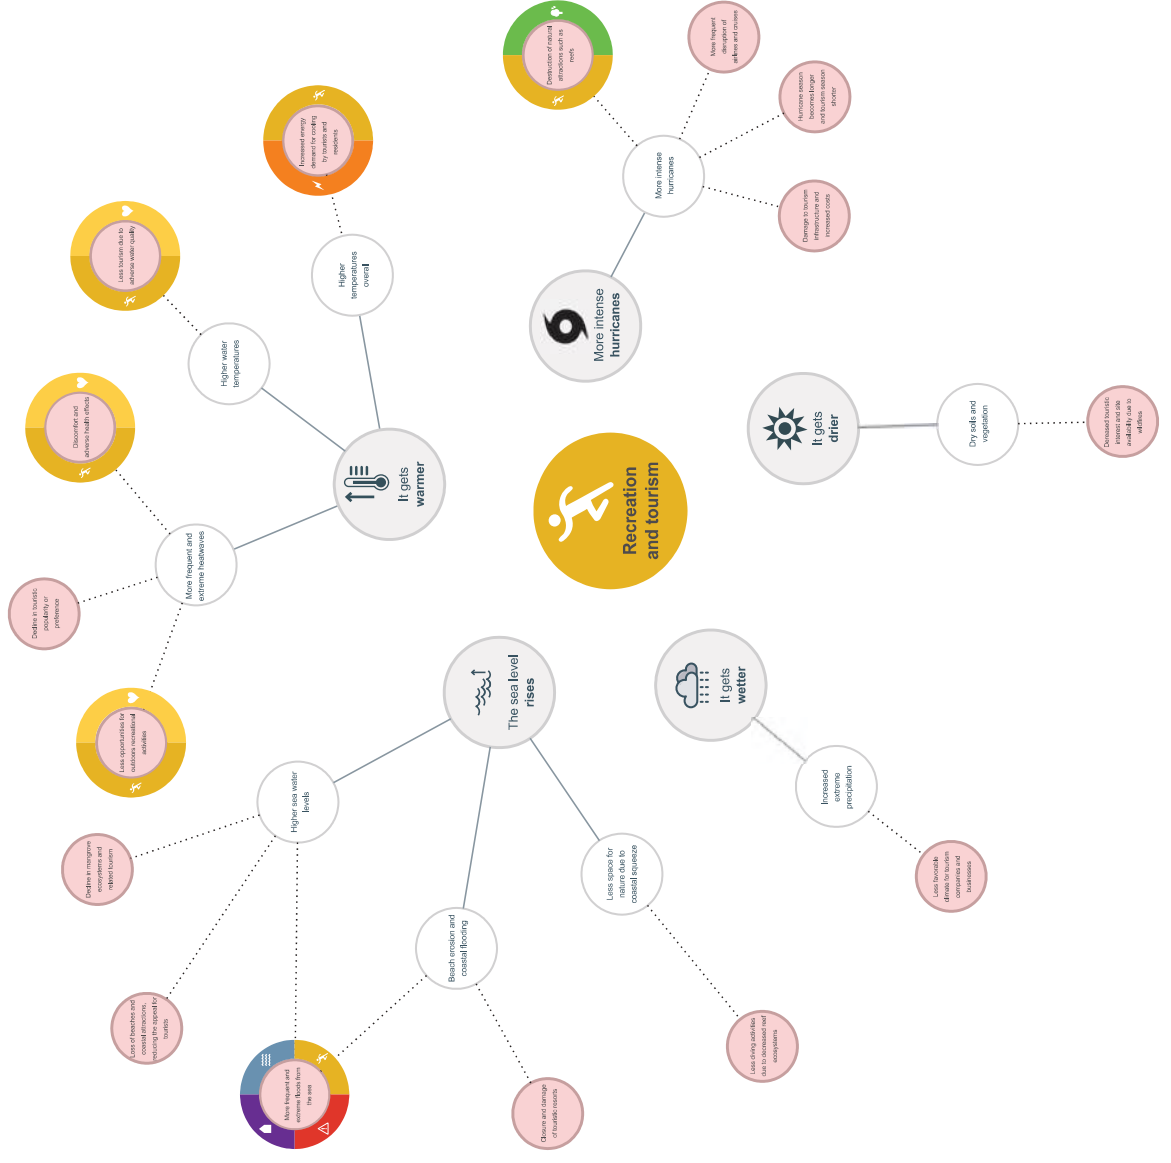 Recreation
and tourism
It gets
warmer
More frequent and
extreme heatwaves
Less opportunities for
outdoors recreational
activities
Decline in touristic
popularity or
preference
Discomfort and
adverse health effects
Higher water
temperatures
Less tourism due to
adverse water quality
Higher
temperatures
overall
Increased energy
demand for cooling
by tourists and
residents
More intense
hurricanes
More intense
hurricanes
Destruction of natural
attractions such as
reefs
More frequent
deruption of
airlines and cruises
Hurricane season
becomes longer
and tourism season
shorter
Damage to tourism
infrastructure and
increased costs
It gets
drier
Dry soils and
vegetation
Dereased touristic
interest and site
availability due to
wildfires
It gets
wetter
Increased
extreme
precipitation
Less favorable
climate for tourism
companies and
businesses
The sea level
rises
Higher sea water
levels
Decline in mangrove
ecosystems and
related tourism
Loss of beaches and
coastal attractions,
reducing the appeal for
tourists
More frequent and
extreme floods from
the sea
Beach erosion and
coastal flooding
Closure and damage
of touristic resorts
Less space for
nature due to
coastal squeeze
Less diving activities
due to decreased reef
ecosystems